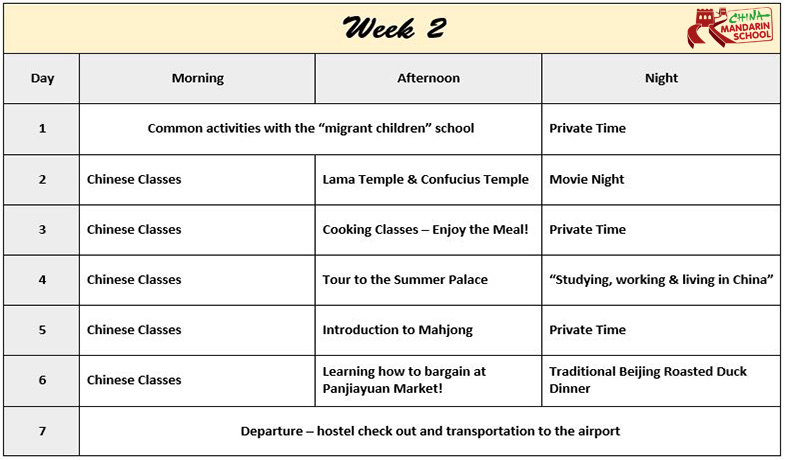 Week 2
CHINA
MANDARIN
SCHOOL
Day Morning Afternoon Night
1 Common activities with the “migrant children” school Private Time
2 Chinese Classes Lama Temple & Confucius Temple Movie Night
3 Chinese Classes Cooking Classes – Enjoy the Meal! Private Time
4 Chinese Classes Tour to the Summer Palace “Studying, working & living in China”
5 Chinese Classes Introduction to Mahjong Private Time
6 Chinese Classes Learning how to bargain at
Panjiayuan Market! Traditional Beijing Roasted Duck
Dinner
7 Departure – hostel check out and transportation to the airport